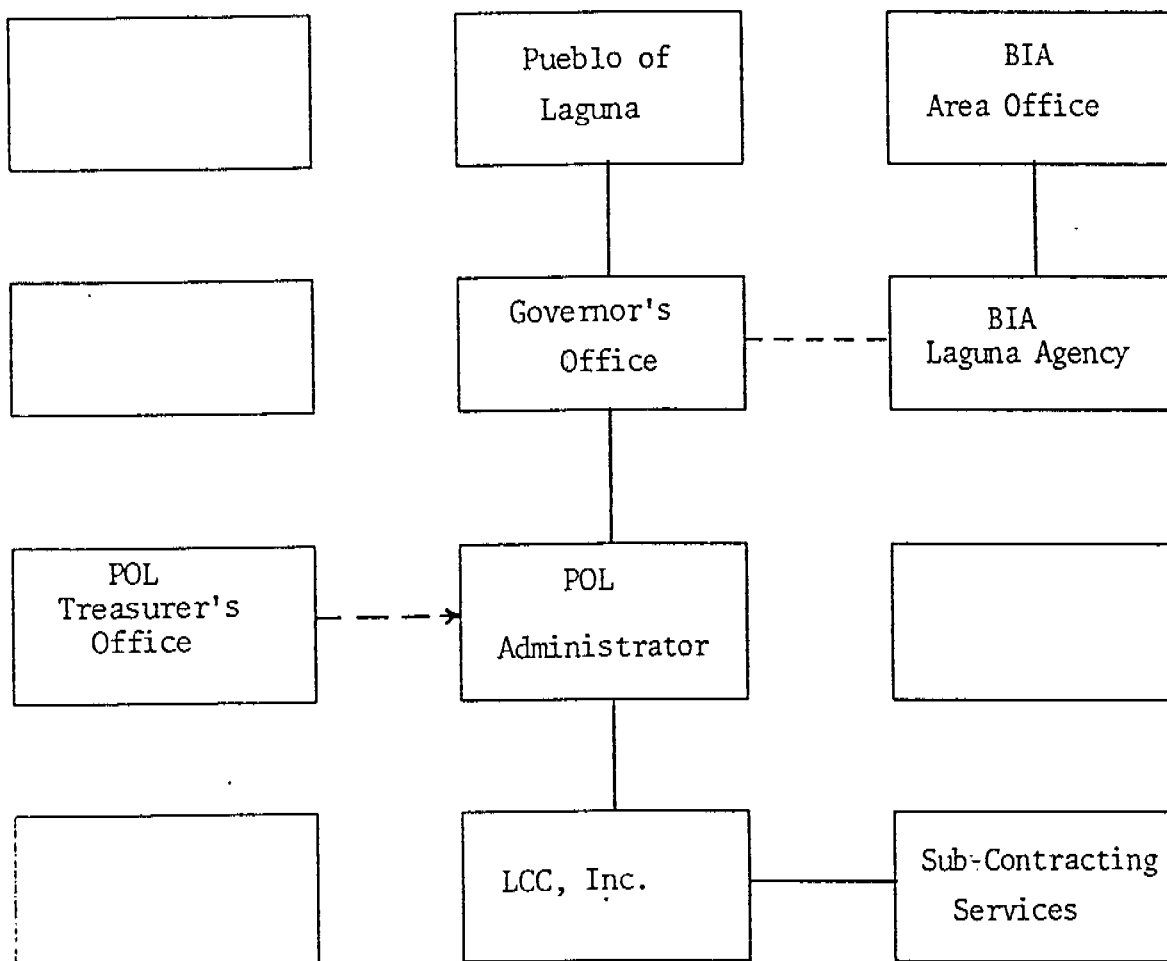 Pueblo of
Laguna
BIA
Area Office
Governor's
Office
BIA
Laguna Agency
POL
Treasurer's
Office
POL
Administrator
LCC, Inc.
Sub-Contracting
Services